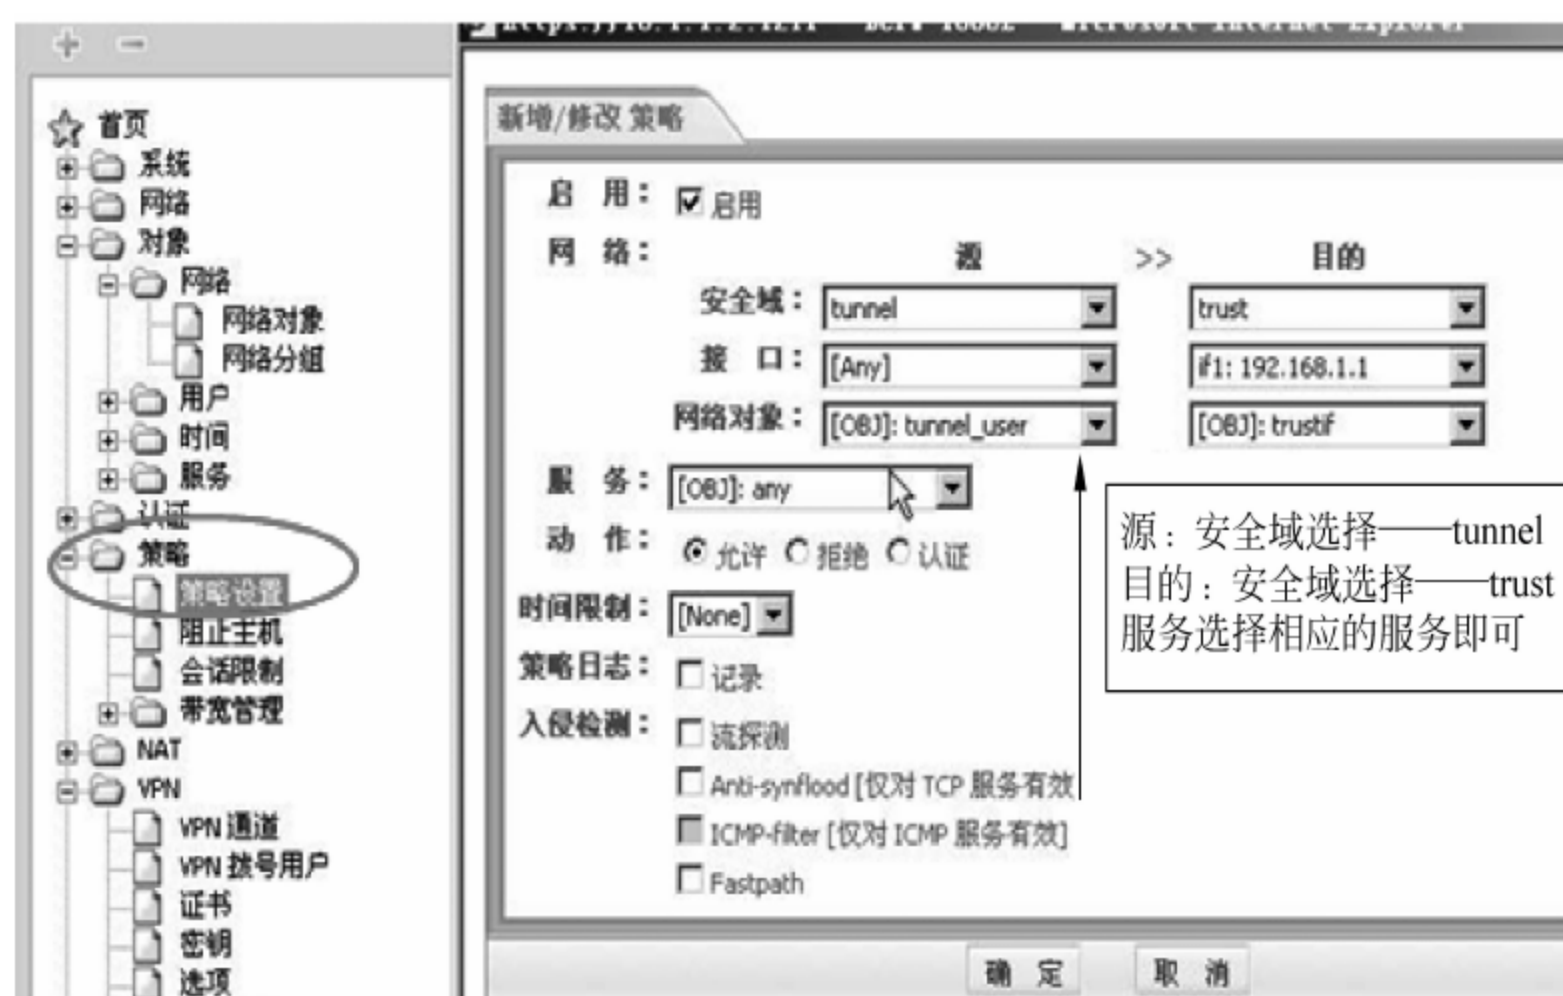 首页
系统
网络
对象
网络
网络对象
网络分组
用户
时间
服务
认证
策略
策略设置
阻止主机
会话限制
带宽管理
NAT
VPN
VPN 通道
VPN 拨号用户
证书
密钥
选项
Microsoft Internet Explorer
新增/修改 策略
启 用： 启用
网 络： 源 >> 目的
安全域： tunnel trust
接 口： [Any] if1: 192.168.1.1
网络对象： [OBJ]: tunnel_user [OBJ]: trustif
服 务： [OBJ]: any
动 作： 允许 拒绝 认证
时间限制： [None]
策略日志： 记录
入侵检测： 流探测
Anti-synflood [仅对 TCP 服务有效
ICMP-filter [仅对 ICMP 服务有效]
Fastpath
确 定 取 消
源：安全域选择——tunnel
目的：安全域选择——trust
服务选择相应的服务即可